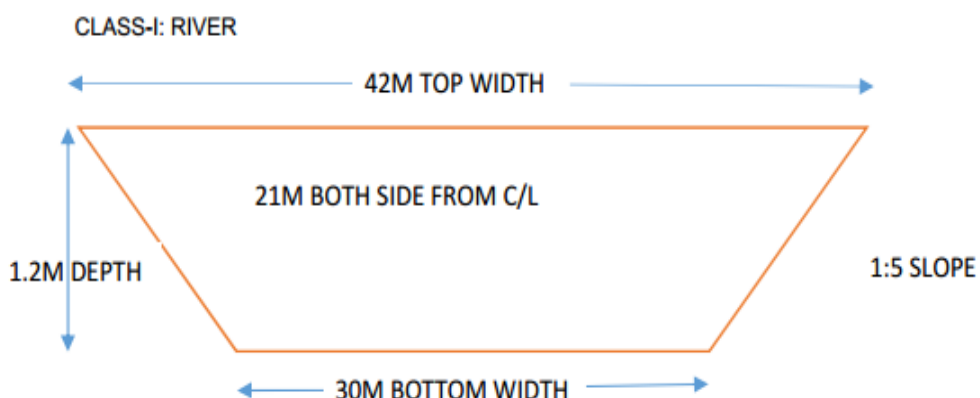 CLASS-I: RIVER
42M TOP WIDTH
21M BOTH SIDE FROM C/L
1.2M DEPTH
1:5 SLOPE
30M BOTTOM WIDTH